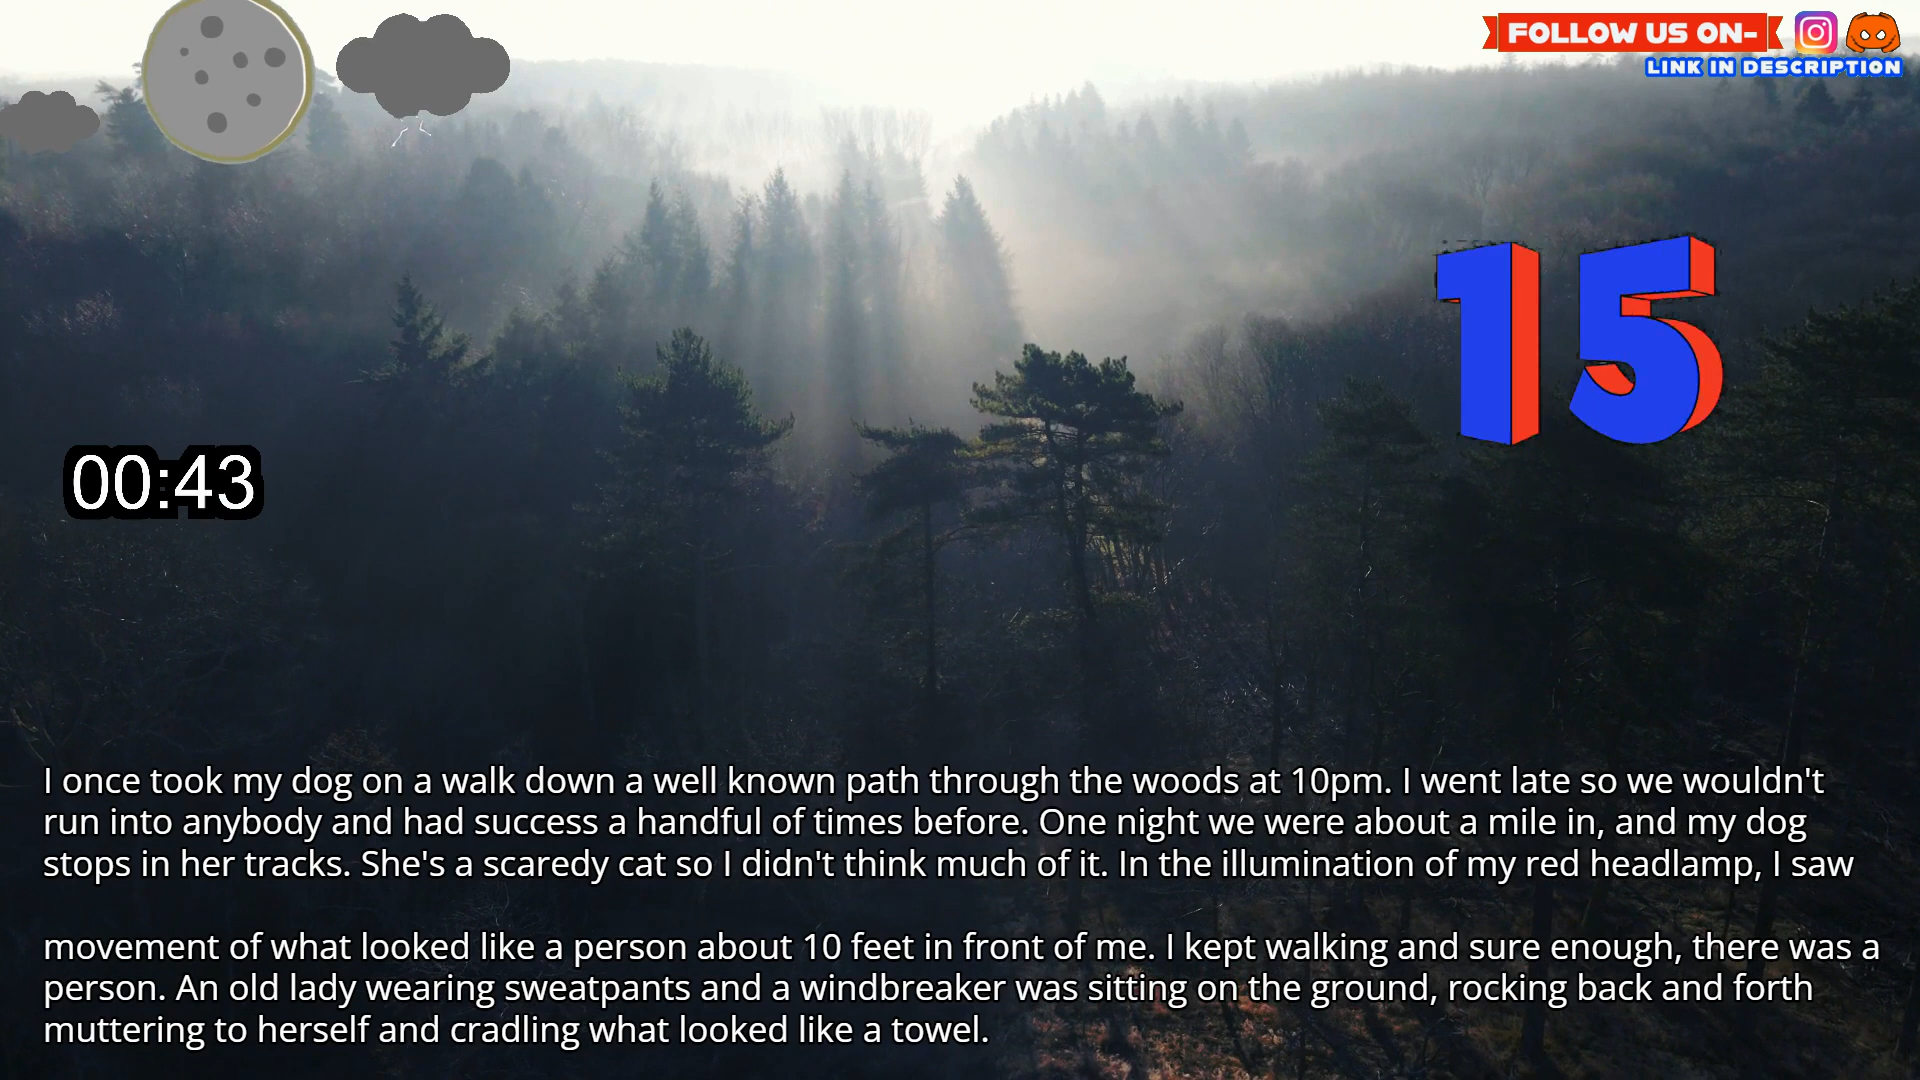 FOLLOW US ON-
LINK IN DESCRIPTION
15
00:43
I once took my dog on a walk down a well known path through the woods at 10pm. I went late so we wouldn't
run into anybody and had success a handful of times before. One night we were about a mile in, and my dog
stops in her tracks. She's a scaredy cat so I didn't think much of it. In the illumination of my red headlamp, I saw
movement of what looked like a person about 10 feet in front of me. I kept walking and sure enough, there was a
person. An old lady wearing sweatpants and a windbreaker was sitting on the ground, rocking back and forth
muttering to herself and cradling what looked like a towel.